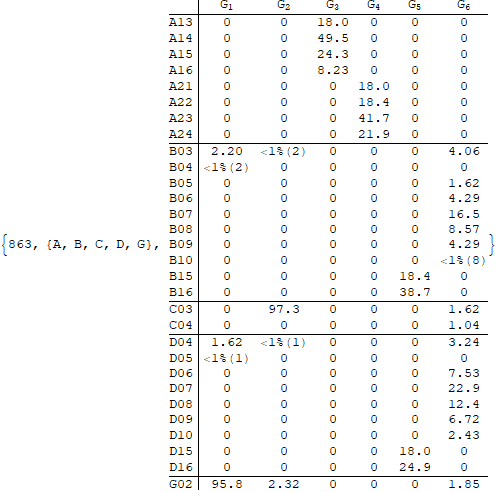 G1 G2 G3 G4 G5 G6
A13 0 0 18.0 0 0 0
A14 0 0 49.5 0 0 0
A15 0 0 24.3 0 0 0
A16 0 0 8.23 0 0 0
A21 0 0 0 18.0 0 0
A22 0 0 0 18.4 0 0
A23 0 0 0 41.7 0 0
A24 0 0 0 21.9 0 0
B03 2.20 <1%(2) 0 0 0 4.06
B04 <1%(2) 0 0 0 0 0
B05 0 0 0 0 0 1.62
B06 0 0 0 0 0 4.29
B07 0 0 0 0 0 16.5
B08 0 0 0 0 0 8.57
{863, {A, B, C, D, G}, B09 0 0 0 0 0 4.29 }
B10 0 0 0 0 0 <1%(8)
B15 0 0 0 0 18.4 0
B16 0 0 0 0 38.7 0
C03 0 97.3 0 0 0 1.62
C04 0 0 0 0 0 1.04
D04 1.62 <1%(1) 0 0 0 3.24
D05 <1%(1) 0 0 0 0 0
D06 0 0 0 0 0 7.53
D07 0 0 0 0 0 22.9
D08 0 0 0 0 0 12.4
D09 0 0 0 0 0 6.72
D10 0 0 0 0 0 2.43
D15 0 0 0 0 18.0 0
D16 0 0 0 0 24.9 0
G02 95.8 2.32 0 0 0 1.85